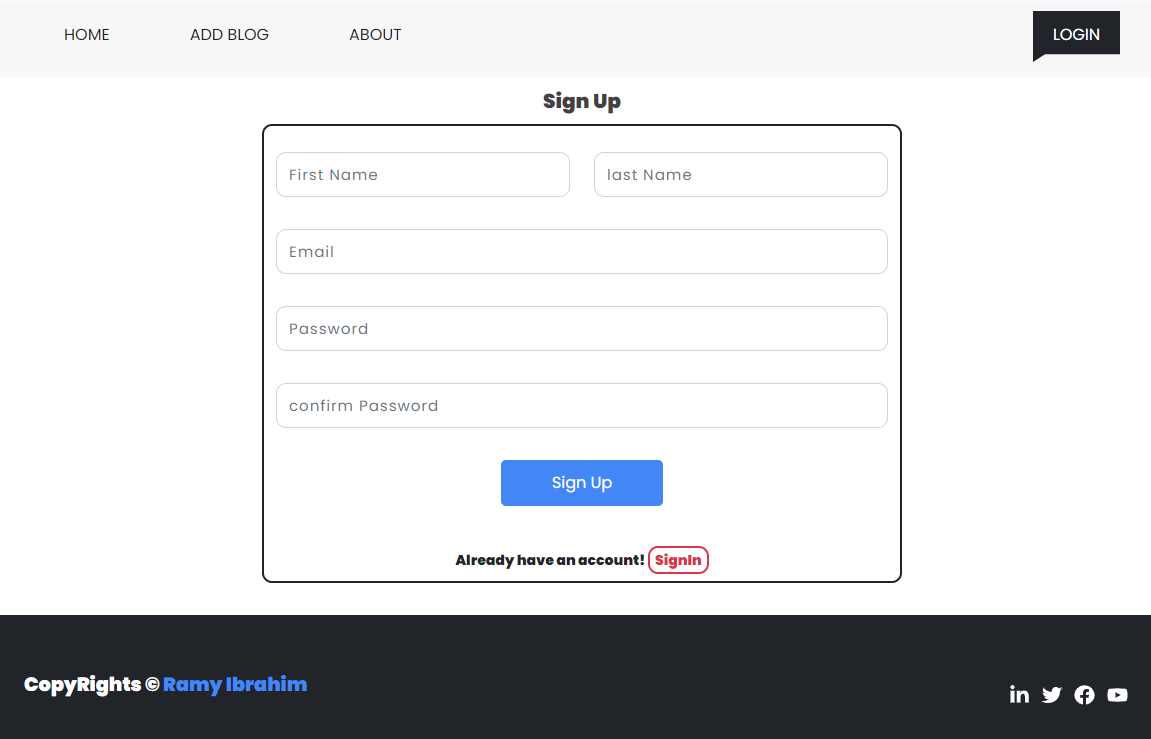 HOME ADD BLOG ABOUT LOGIN
Sign Up
First Name last Name
Email
Password
confirm Password
Sign Up
Already have an account! SignIn
CopyRights © Ramy Ibrahim